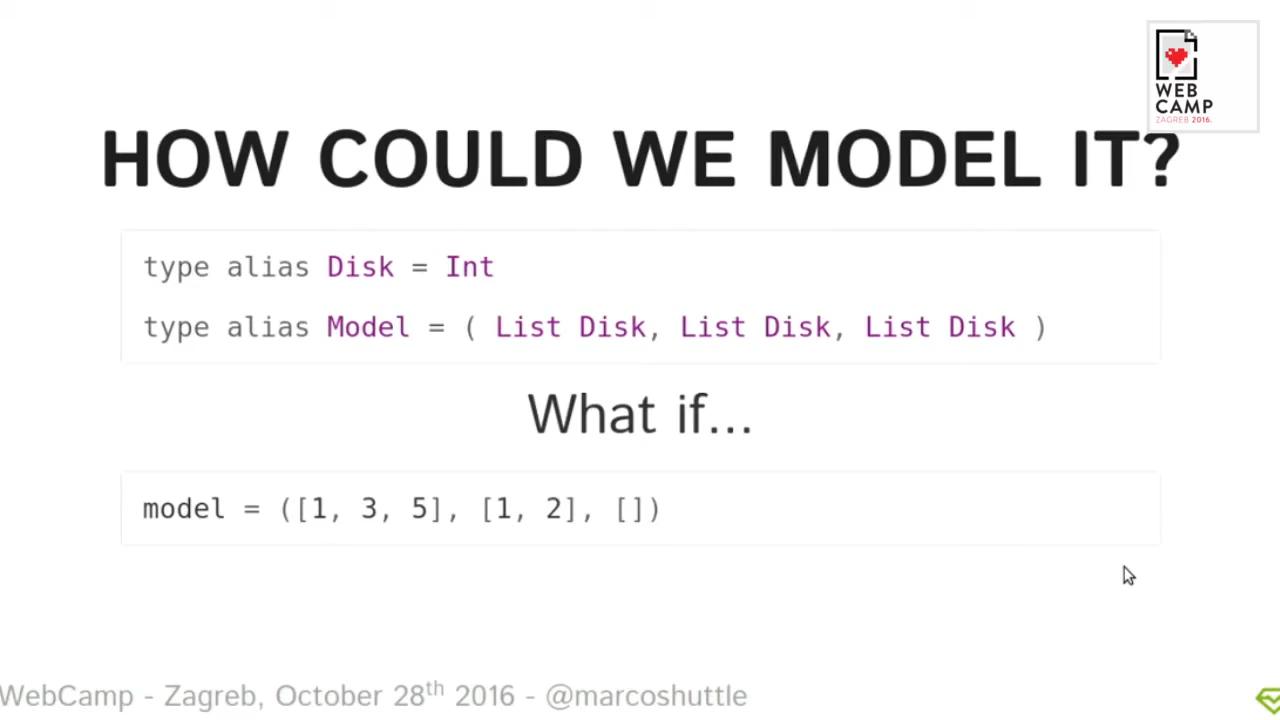 WEB
CAMP
ZAGREB 2016.
HOW COULD WE MODEL IT?
type alias Disk = Int
type alias Model = ( List Disk, List Disk, List Disk )
What if...
model = ([1, 3, 5], [1, 2], [])
WebCamp - Zagreb, October 28th 2016 - @marcoshuttle